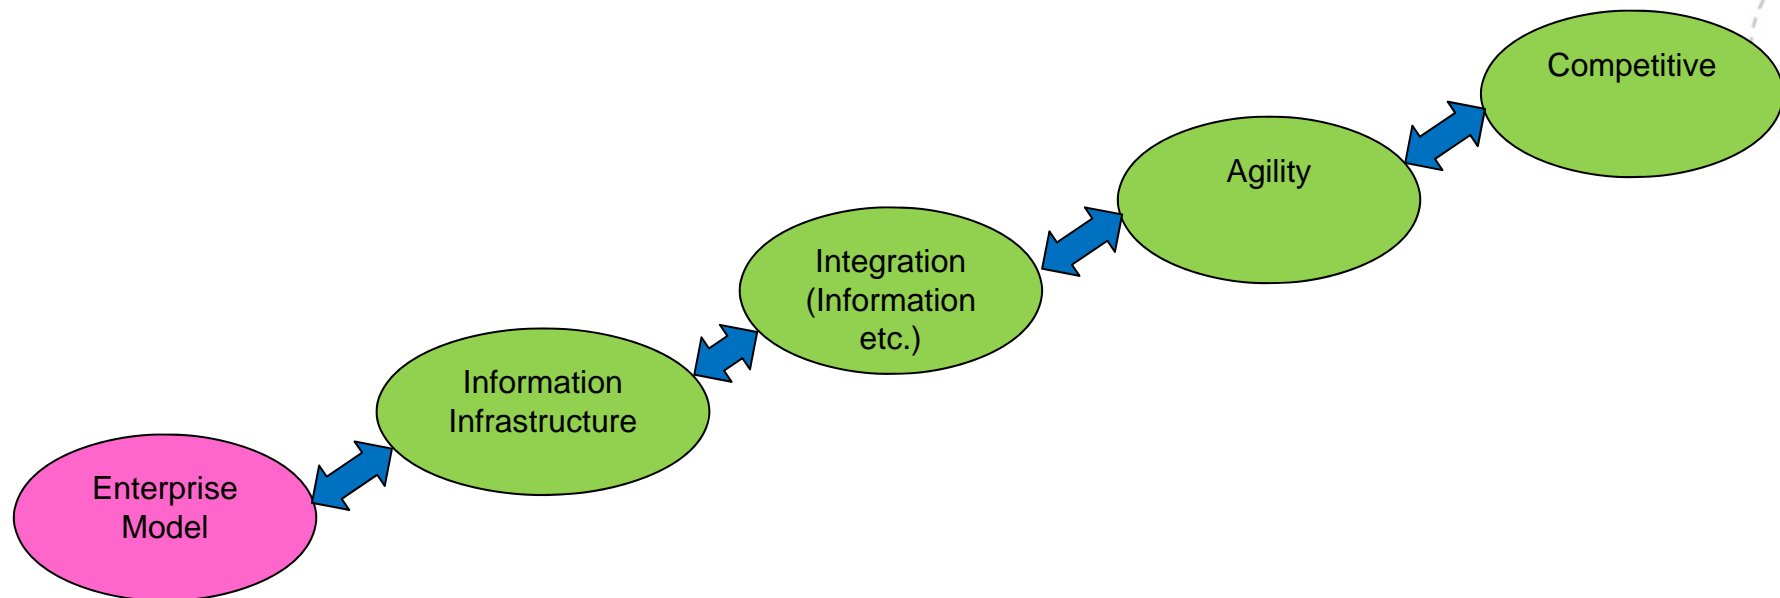 Competitive
Agility
Integration
(Information
etc.)
Information
Infrastructure
Enterprise
Model